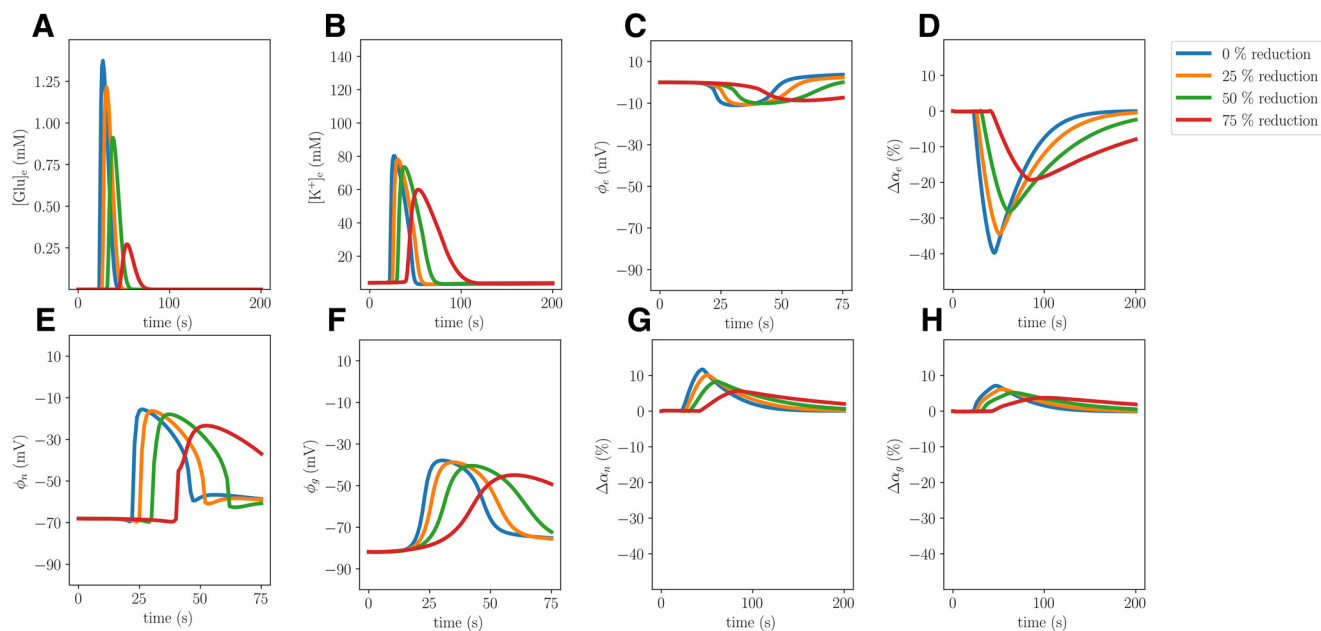 A
B
C
D
1.25
1.00
0.75
0.50
0.25
[Glu]e (mM)
0
100
200
time (s)
140
120
100
80
60
40
20
[K+]e (mM)
0
100
200
time (s)
10
−10
−30
−50
−70
−90
ϕe (mV)
0
25
50
75
time (s)
10
0
−10
−20
−30
−40
Δαe (%)
0
100
200
time (s)
0 % reduction
25 % reduction
50 % reduction
75 % reduction
E
F
G
H
10
−10
−30
−50
−70
−90
ϕn (mV)
0
25
50
75
time (s)
10
−10
−30
−50
−70
−90
ϕg (mV)
0
25
50
75
time (s)
10
0
−10
−20
−30
−40
Δαn (%)
0
100
200
time (s)
10
0
−10
−20
−30
−40
Δαg (%)
0
100
200
time (s)